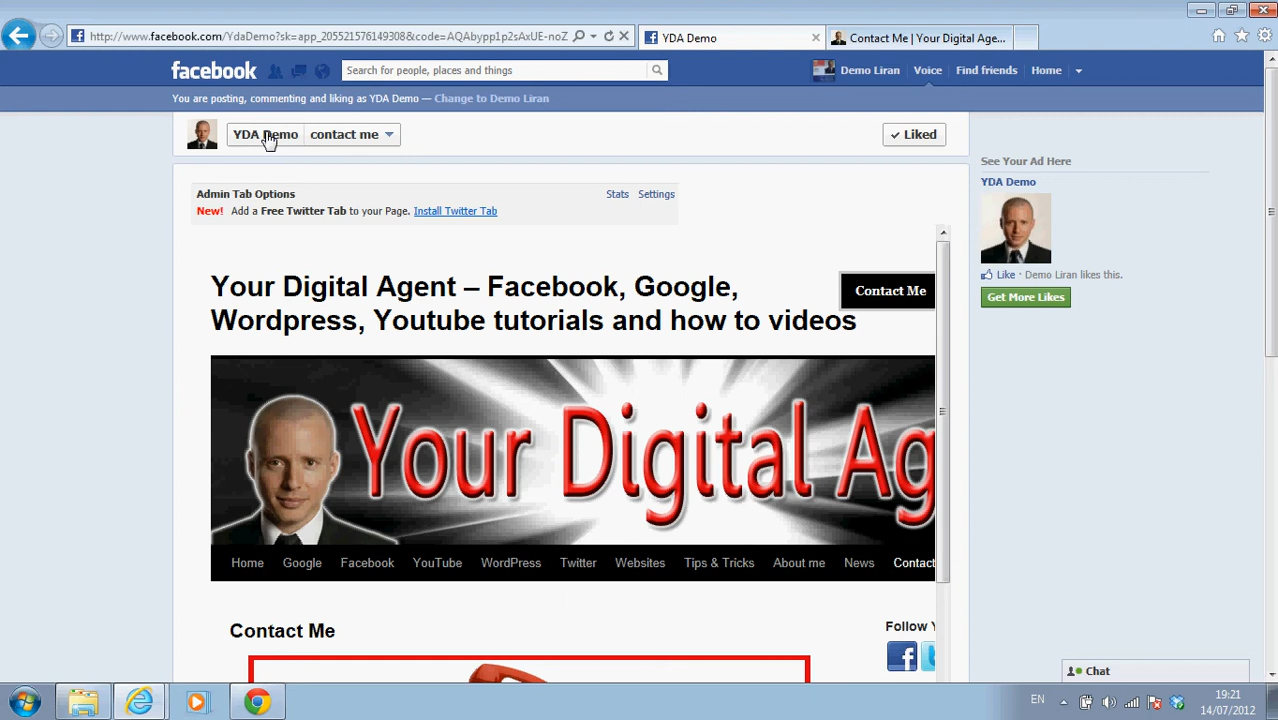 http://www.facebook.com/YdaDemo?sk=app_205521576149308&code=AQAbypp1p2sAxUE-noZ
YDA Demo
Contact Me | Your Digital Age...
facebook
Search for people, places and things
Demo Liran
Voice
Find friends
Home
You are posting, commenting and liking as YDA Demo — Change to Demo Liran
YDA Demo
contact me
Liked
See Your Ad Here
YDA Demo
Like · Demo Liran likes this.
Get More Likes
Admin Tab Options
Stats
Settings
New! Add a Free Twitter Tab to your Page. Install Twitter Tab
Your Digital Agent – Facebook, Google,
Wordpress, Youtube tutorials and how to videos
Contact Me
Your Digital Ag
Home
Google
Facebook
YouTube
WordPress
Twitter
Websites
Tips & Tricks
About me
News
Contac
Contact Me
Follow Y
Chat
EN
19:21
14/07/2012